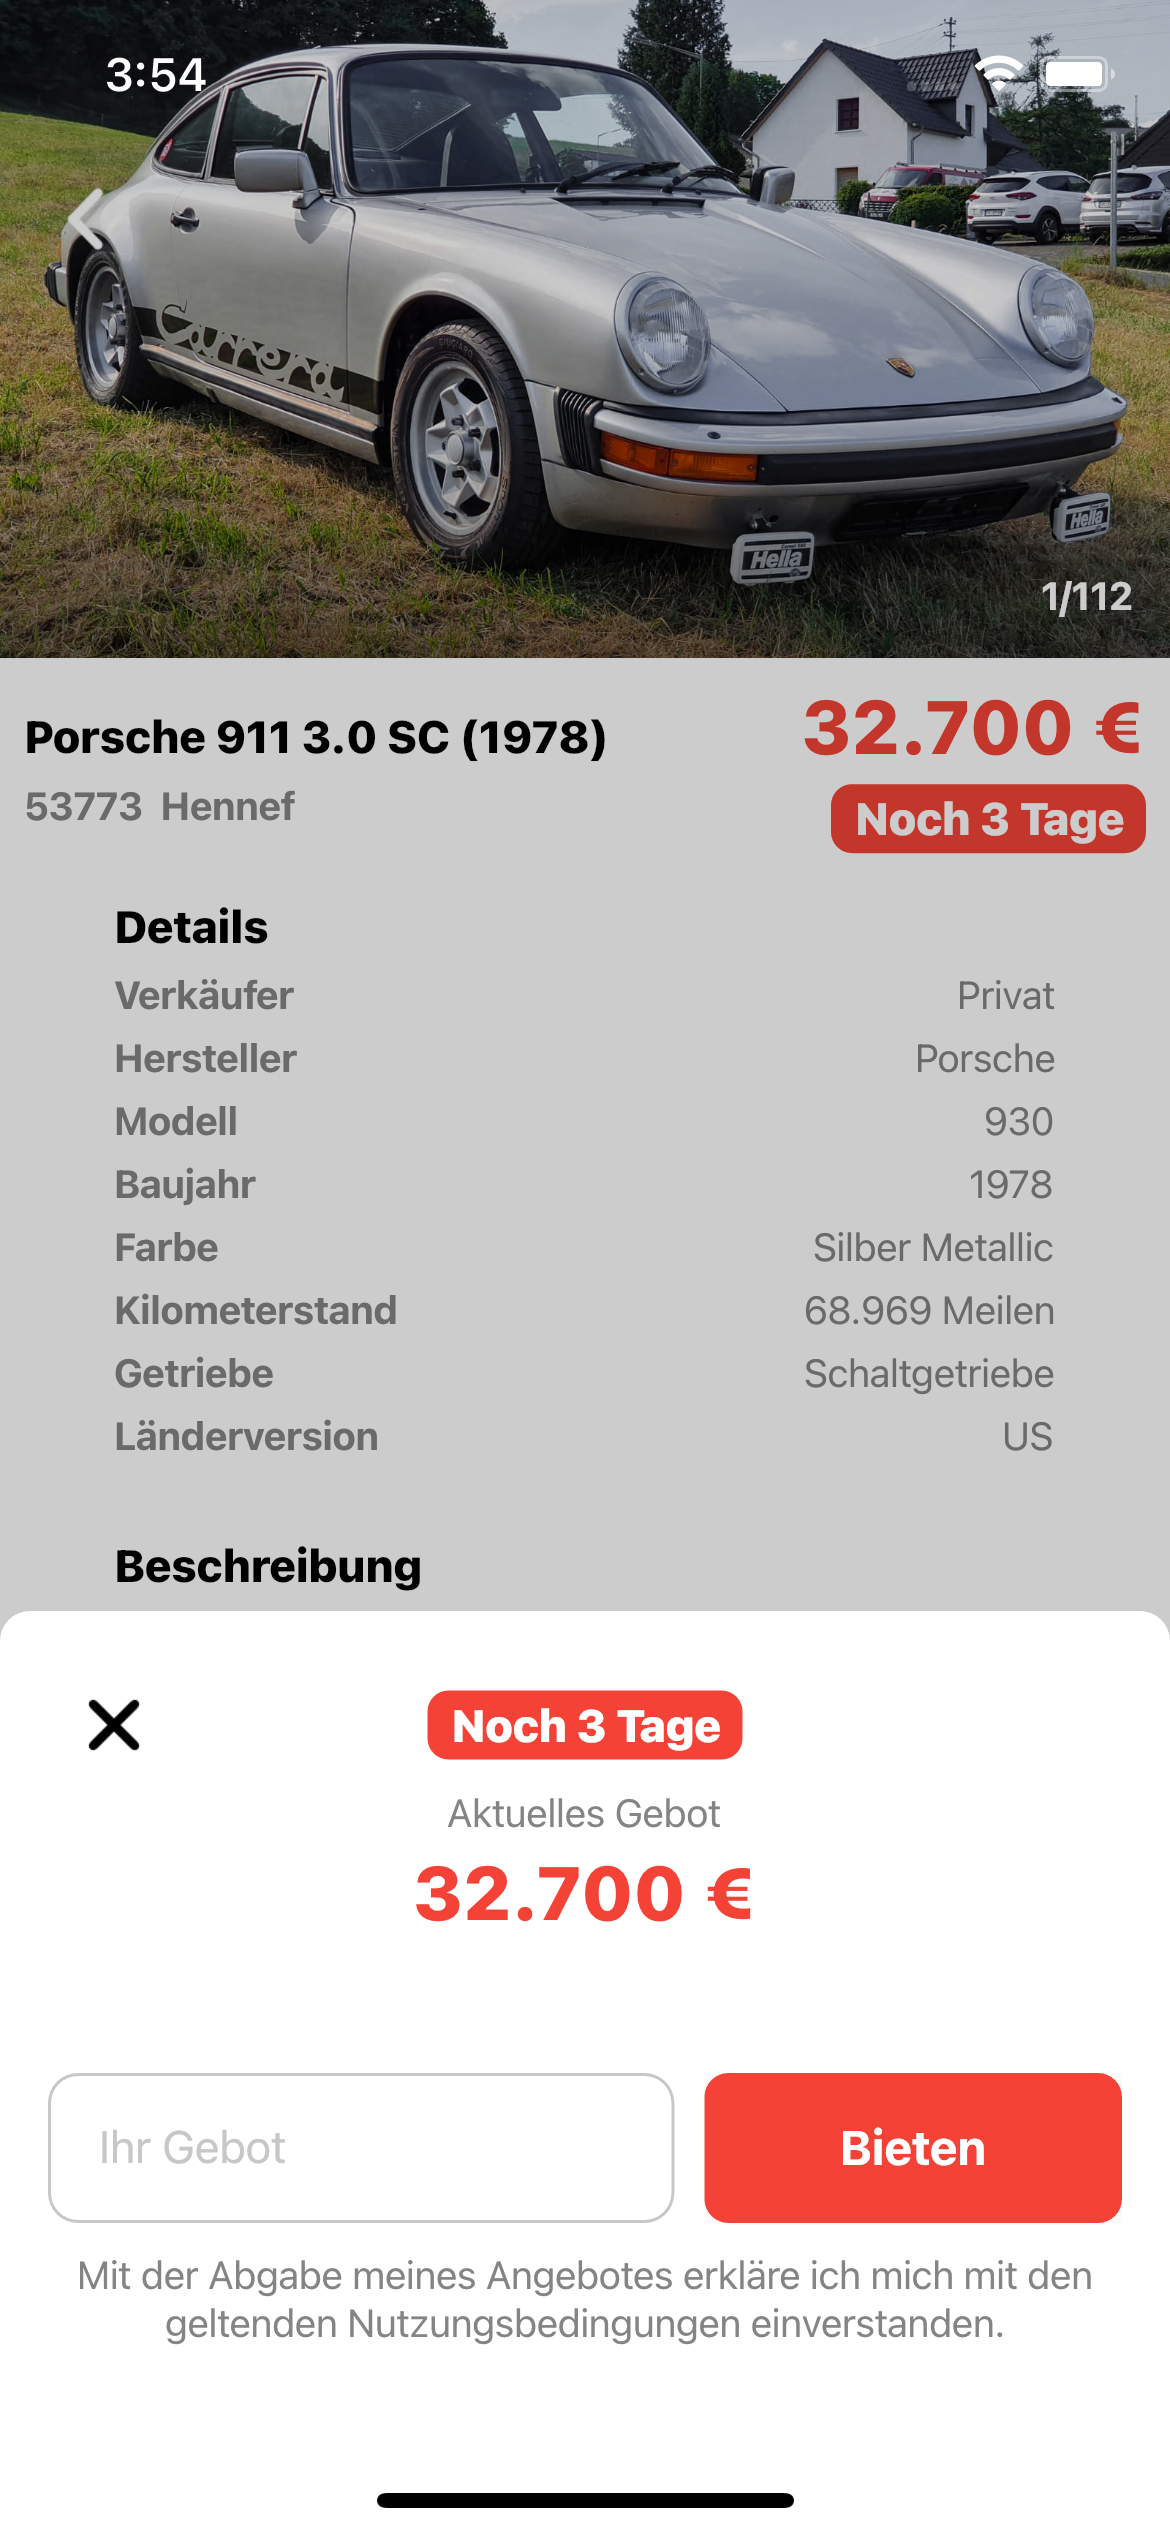 3:54
Carrera
GIUGIARO
Hella
Hella
1/112
Porsche 911 3.0 SC (1978)
32.700 €
53773 Hennef
Noch 3 Tage
Details
Verkäufer Privat
Hersteller Porsche
Modell 930
Baujahr 1978
Farbe Silber Metallic
Kilometerstand 68.969 Meilen
Getriebe Schaltgetriebe
Länderversion US
Beschreibung
Noch 3 Tage
Aktuelles Gebot
32.700 €
Ihr Gebot
Bieten
Mit der Abgabe meines Angebotes erkläre ich mich mit den
geltenden Nutzungsbedingungen einverstanden.